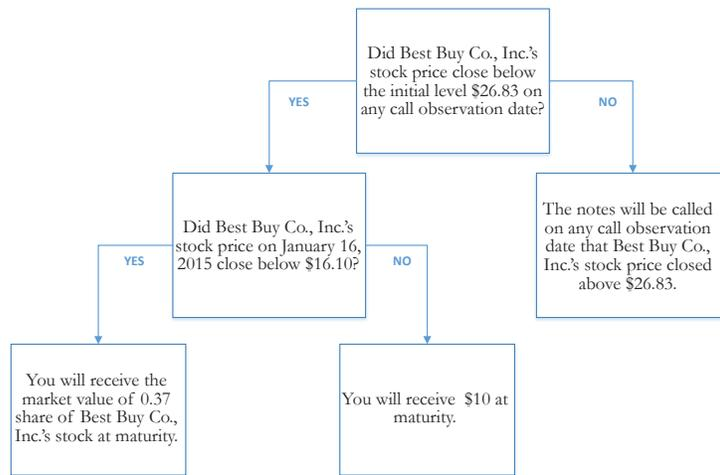 Did Best Buy Co., Inc.'s
stock price close below
the initial level $26.83 on
any call observation date?
YES
NO
Did Best Buy Co., Inc.'s
stock price on January 16,
2015 close below $16.10?
The notes will be called
on any call observation
date that Best Buy Co.,
Inc.'s stock price closed
above $26.83.
YES
NO
You will receive the
market value of 0.37
share of Best Buy Co.,
Inc.'s stock at maturity.
You will receive $10 at
maturity.